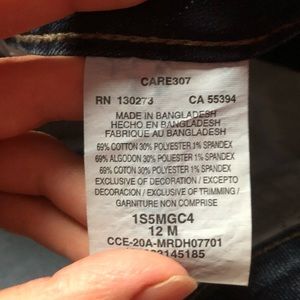 CARE307
RN 130273 CA 55394
MADE IN BANGLADESH
HECHO EN BANGLADESH
FABRIQUE AU BANGLADESH
69% COTTON 30% POLYESTER 1% SPANDEX
69% ALGODON 30% POLYESTER 1% SPANDEX
69% COTON 30% POLYESTER 1% SPANDEX
EXCLUSIVE OF DECORATION / EXCEPTO
DECORACION / EXCLUSIVE OF TRIMMING /
GARNITURE NON COMPRISE
1S5MGC4
12 M
CCE-20A-MRDH07701